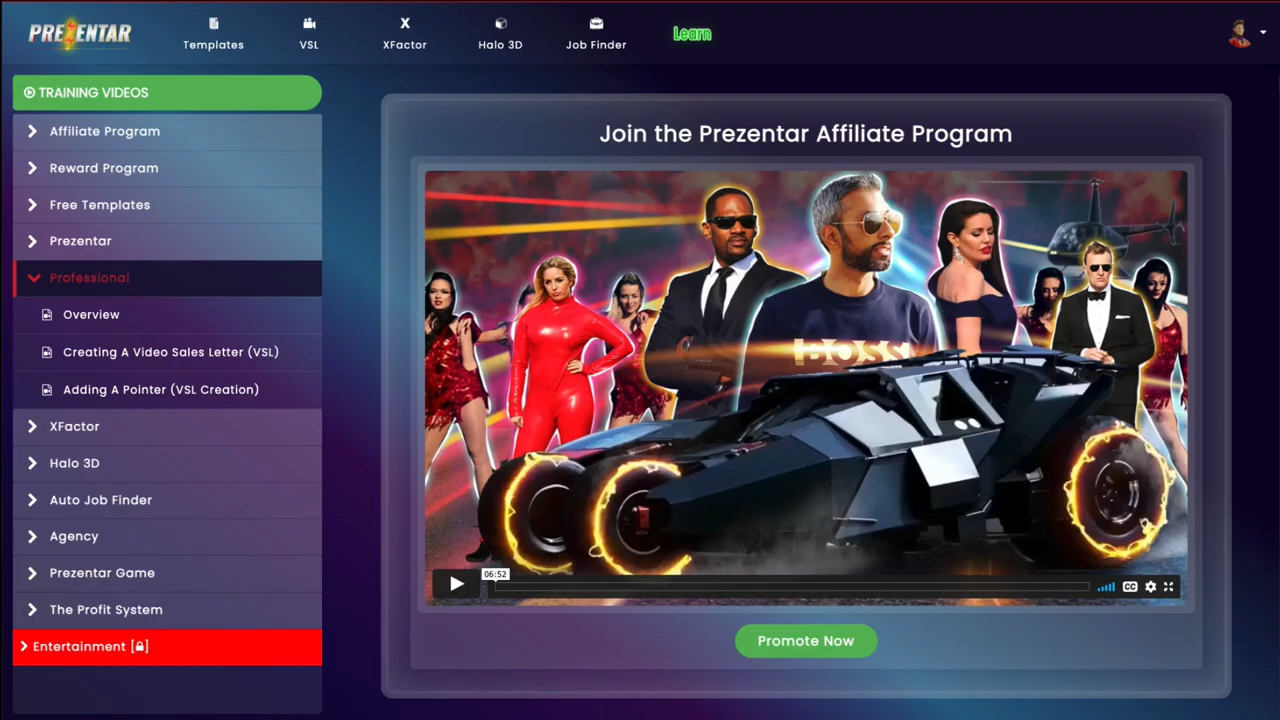 PREZENTAR
Templates
VSL
XFactor
Halo 3D
Job Finder
Learn
TRAINING VIDEOS
Affiliate Program
Reward Program
Free Templates
Prezentar
Professional
Overview
Creating A Video Sales Letter (VSL)
Adding A Pointer (VSL Creation)
XFactor
Halo 3D
Auto Job Finder
Agency
Prezentar Game
The Profit System
Entertainment []
Join the Prezentar Affiliate Program
BOSS
06:52
CC
Promote Now